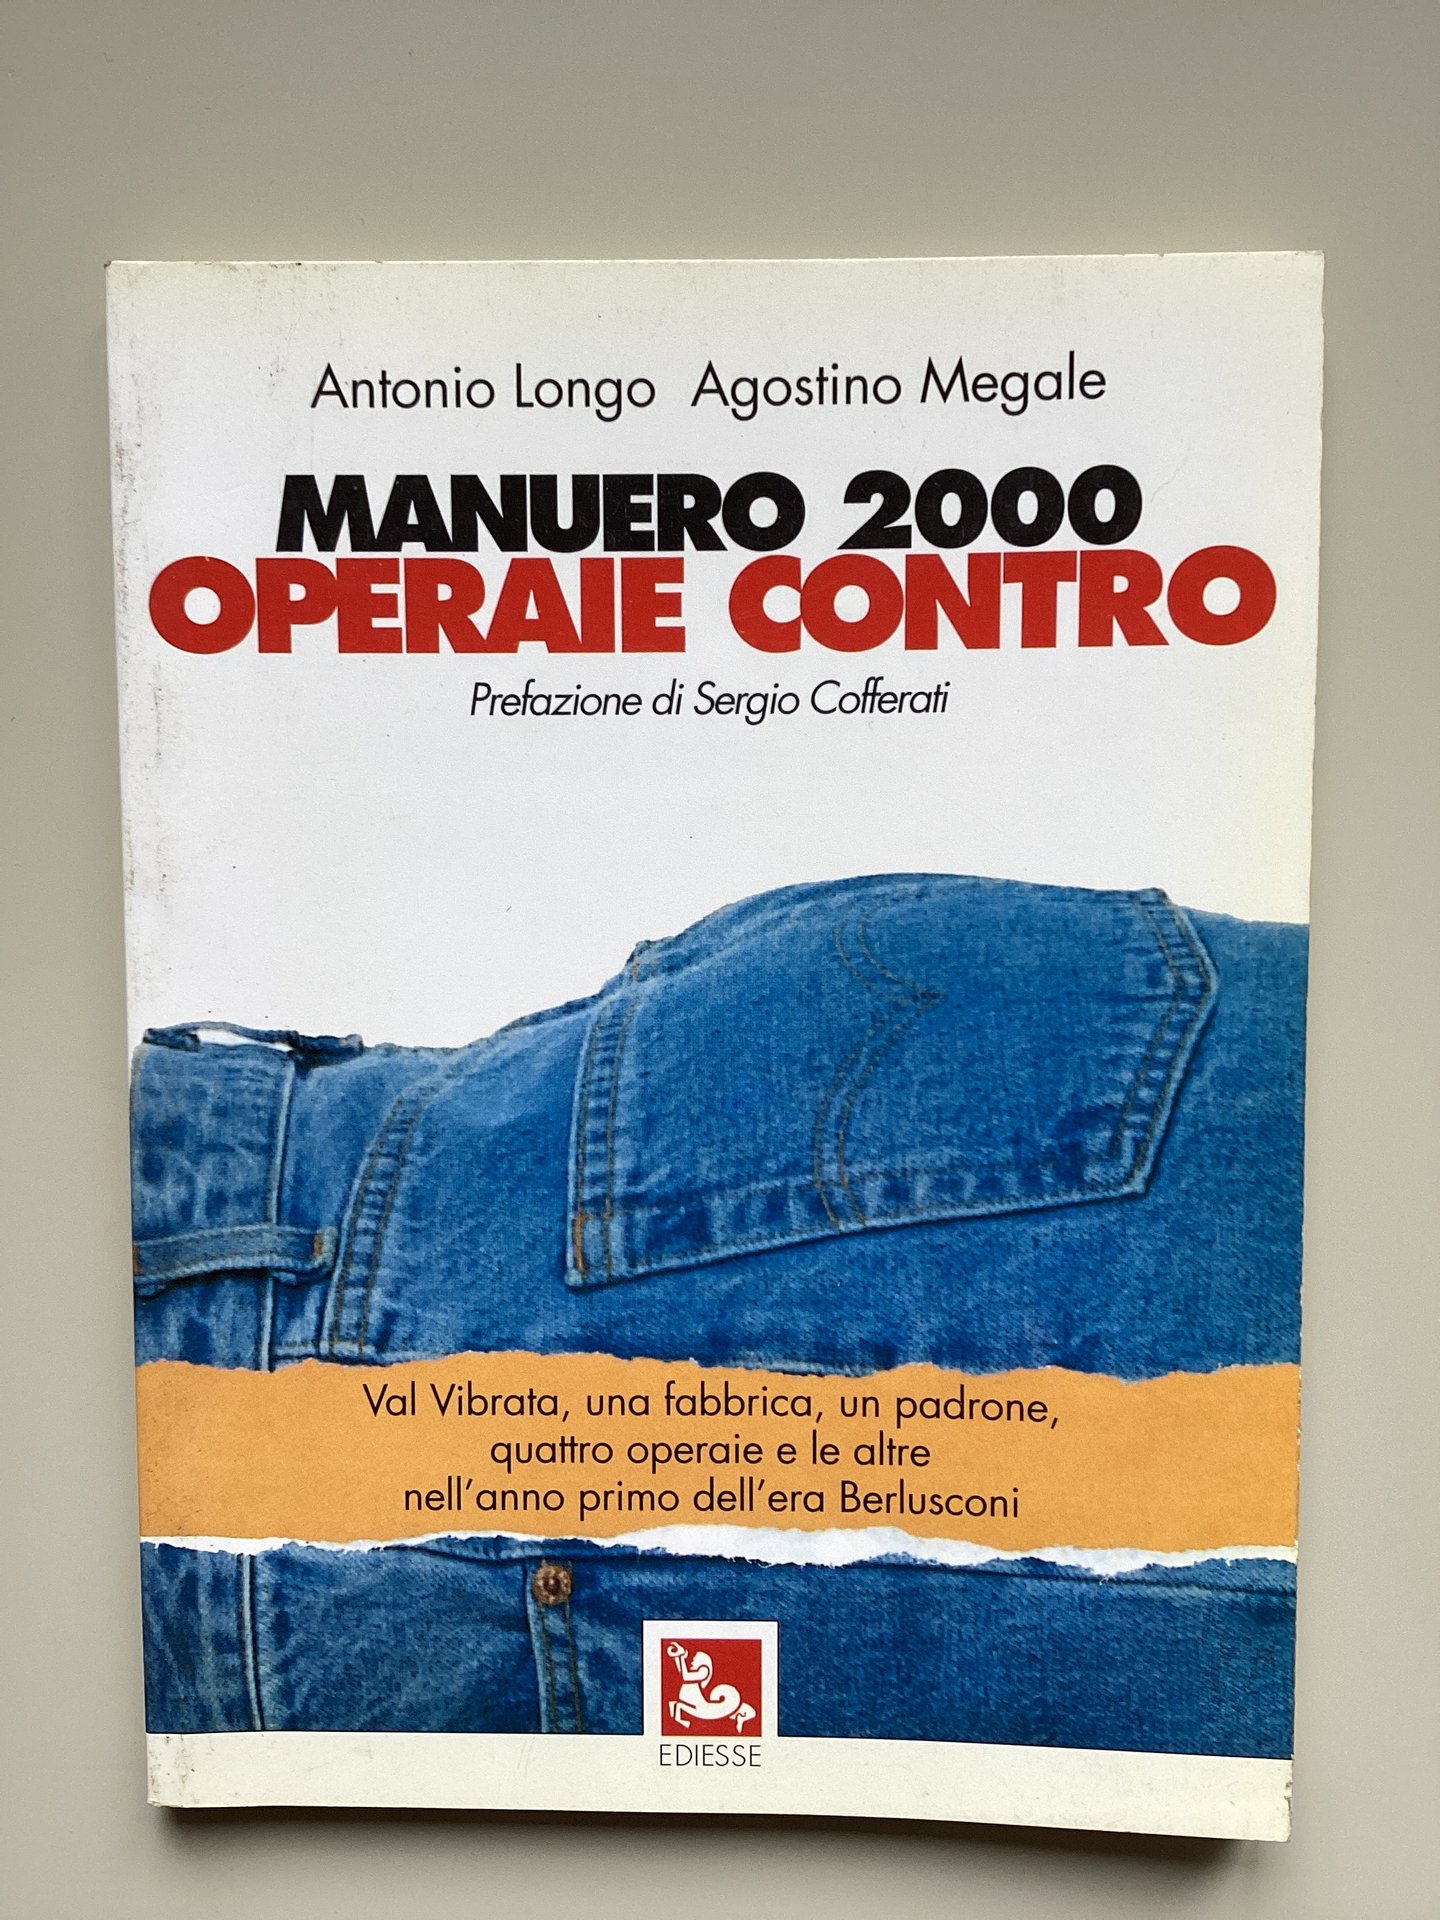 Antonio Longo Agostino Megale
MANUERO 2000
OPERAIE CONTRO
Prefazione di Sergio Cofferati
Val Vibrata, una fabbrica, un padrone,
quattro operaie e le altre
nell'anno primo dell'era Berlusconi
EDIESSE